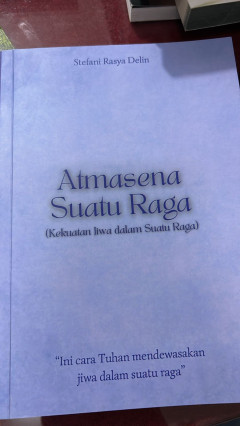 Stefani Rasya Delin
Atmasena
Suatu Raga
(Kekuatan Jiwa dalam Suatu Raga)
"Ini cara Tuhan mendewasakan
jiwa dalam suatu raga"